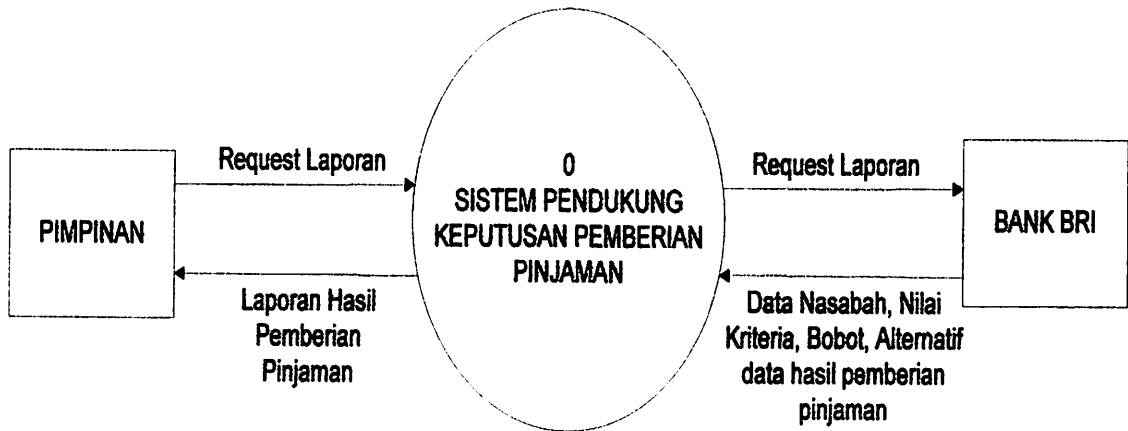 PIMPINAN
Request Laporan
Laporan Hasil
Pemberian
Pinjaman
0
SISTEM PENDUKUNG
KEPUTUSAN PEMBERIAN
PINJAMAN
Request Laporan
Data Nasabah, Nilai
Kriteria, Bobot, Alternatif
data hasil pemberian
pinjaman
BANK BRI